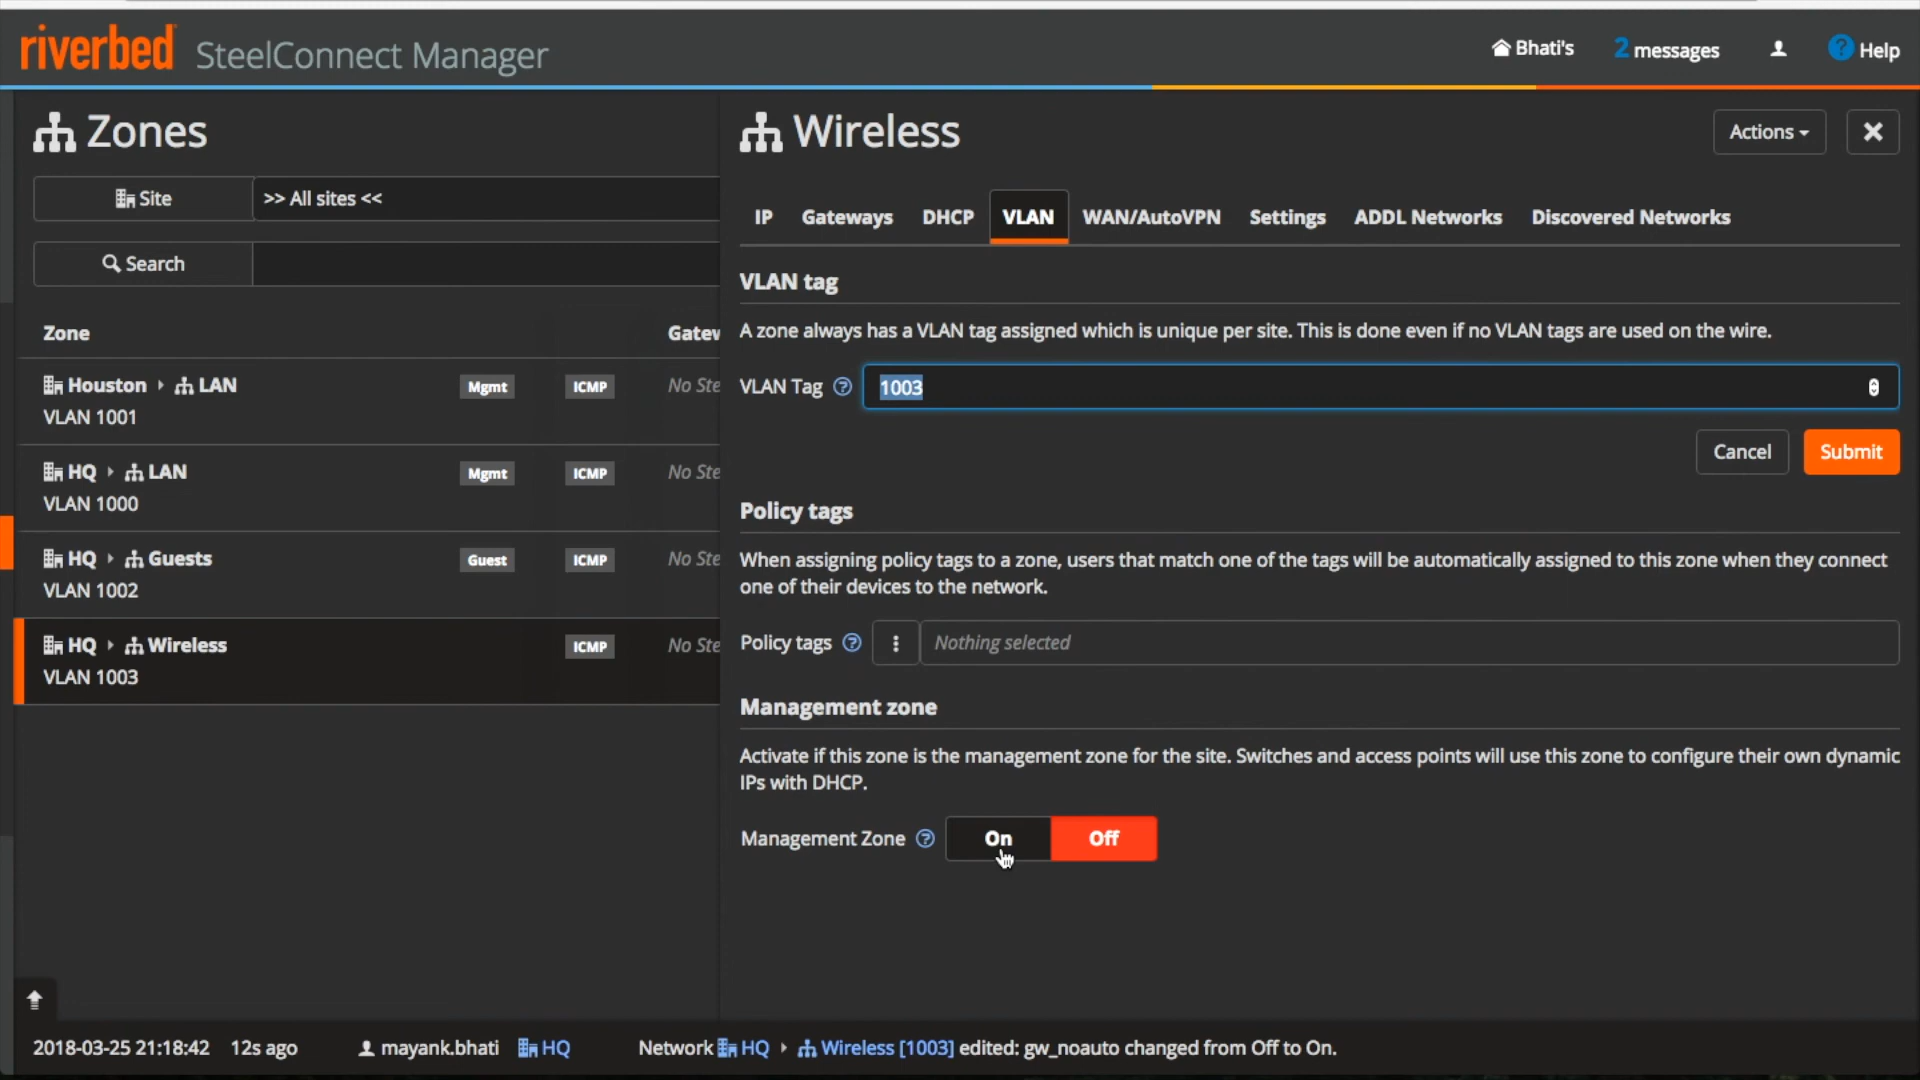 riverbed SteelConnect Manager
Bhati's 2 messages ? Help
Zones
Site >> All sites <<
Search
Zone Gatew
Houston LAN Mgmt ICMP No Ste
VLAN 1001
HQ LAN Mgmt ICMP No Ste
VLAN 1000
HQ Guests Guest ICMP No Ste
VLAN 1002
HQ Wireless ICMP No Ste
VLAN 1003
Wireless
Actions
IP Gateways DHCP VLAN WAN/AutoVPN Settings ADDL Networks Discovered Networks
VLAN tag
A zone always has a VLAN tag assigned which is unique per site. This is done even if no VLAN tags are used on the wire.
VLAN Tag ? 1003
Cancel Submit
Policy tags
When assigning policy tags to a zone, users that match one of the tags will be automatically assigned to this zone when they connect
one of their devices to the network.
Policy tags ? Nothing selected
Management zone
Activate if this zone is the management zone for the site. Switches and access points will use this zone to configure their own dynamic
IPs with DHCP.
Management Zone ? On Off
2018-03-25 21:18:42 12s ago mayank.bhati HQ Network HQ Wireless [1003] edited: gw_noauto changed from Off to On.